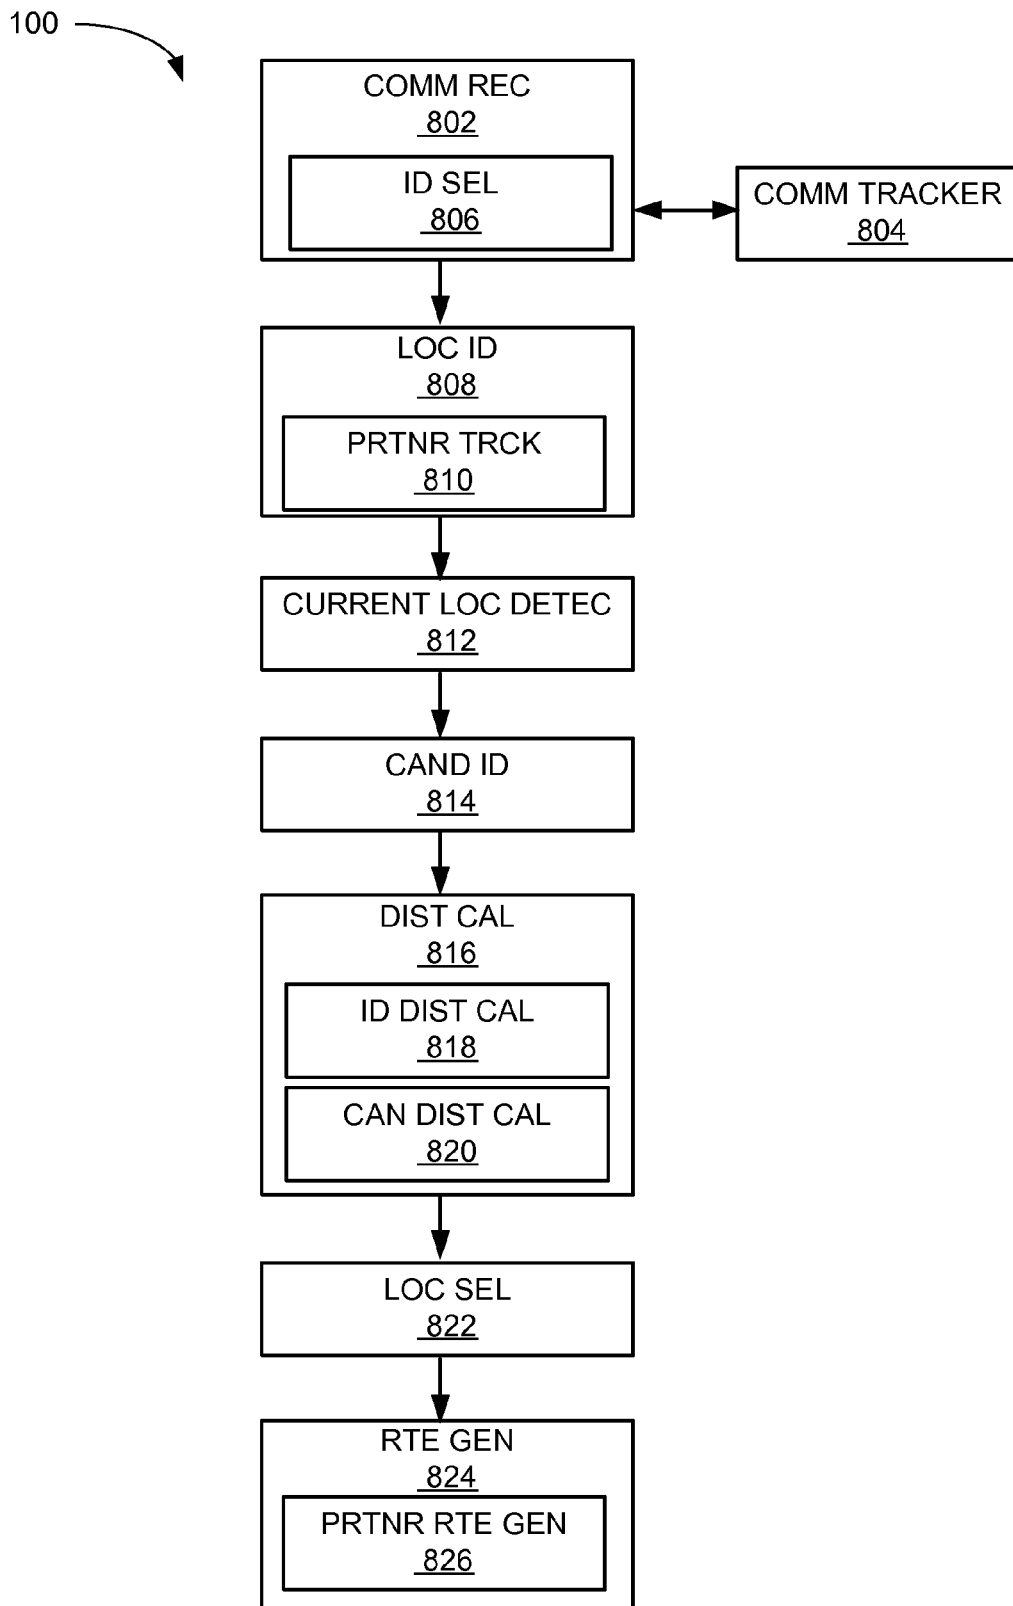 100
COMM REC
802
ID SEL
806
COMM TRACKER
804
LOC ID
808
PRTNR TRCK
810
CURRENT LOC DETEC
812
CAND ID
814
DIST CAL
816
ID DIST CAL
818
CAN DIST CAL
820
LOC SEL
822
RTE GEN
824
PRTNR RTE GEN
826